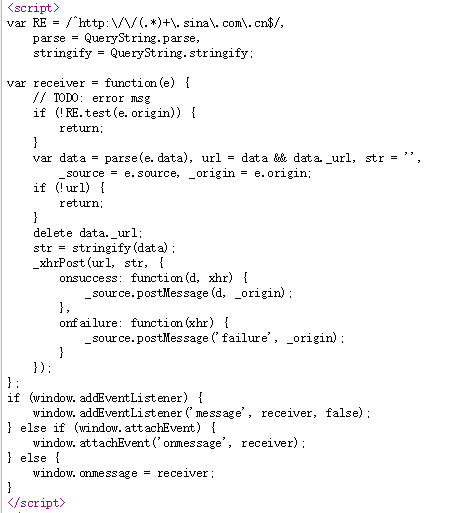 <script>
var RE = /^http:\/\/(.*)+\.sina\.com\.cn$/,
    parse = QueryString.parse,
    stringify = QueryString.stringify;

var receiver = function(e) {
    // TODO: error msg
    if (!RE.test(e.origin)) {
        return;
    }
    var data = parse(e.data), url = data && data._url, str = '',
        _source = e.source, _origin = e.origin;
    if (!url) {
        return;
    }
    delete data._url;
    str = stringify(data);
    _xhrPost(url, str, {
        onsuccess: function(d, xhr) {
            _source.postMessage(d, _origin);
        },
        onfailure: function(xhr) {
            _source.postMessage('failure', _origin);
        }
    });
};
if (window.addEventListener) {
    window.addEventListener('message', receiver, false);
} else if (window.attachEvent) {
    window.attachEvent('onmessage', receiver);
} else {
    window.onmessage = receiver;
}
</script>